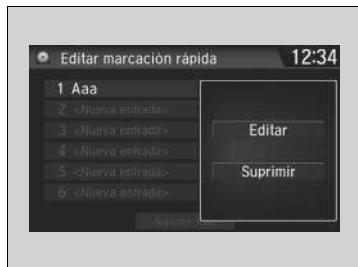 Editar marcación rápida
12:34
1 Aaa
2 <Nueva entrada>
3 <Nueva entrada>
4 <Nueva entrada>
5 <Nueva entrada>
6 <Nueva entrada>
Editar
Suprimir